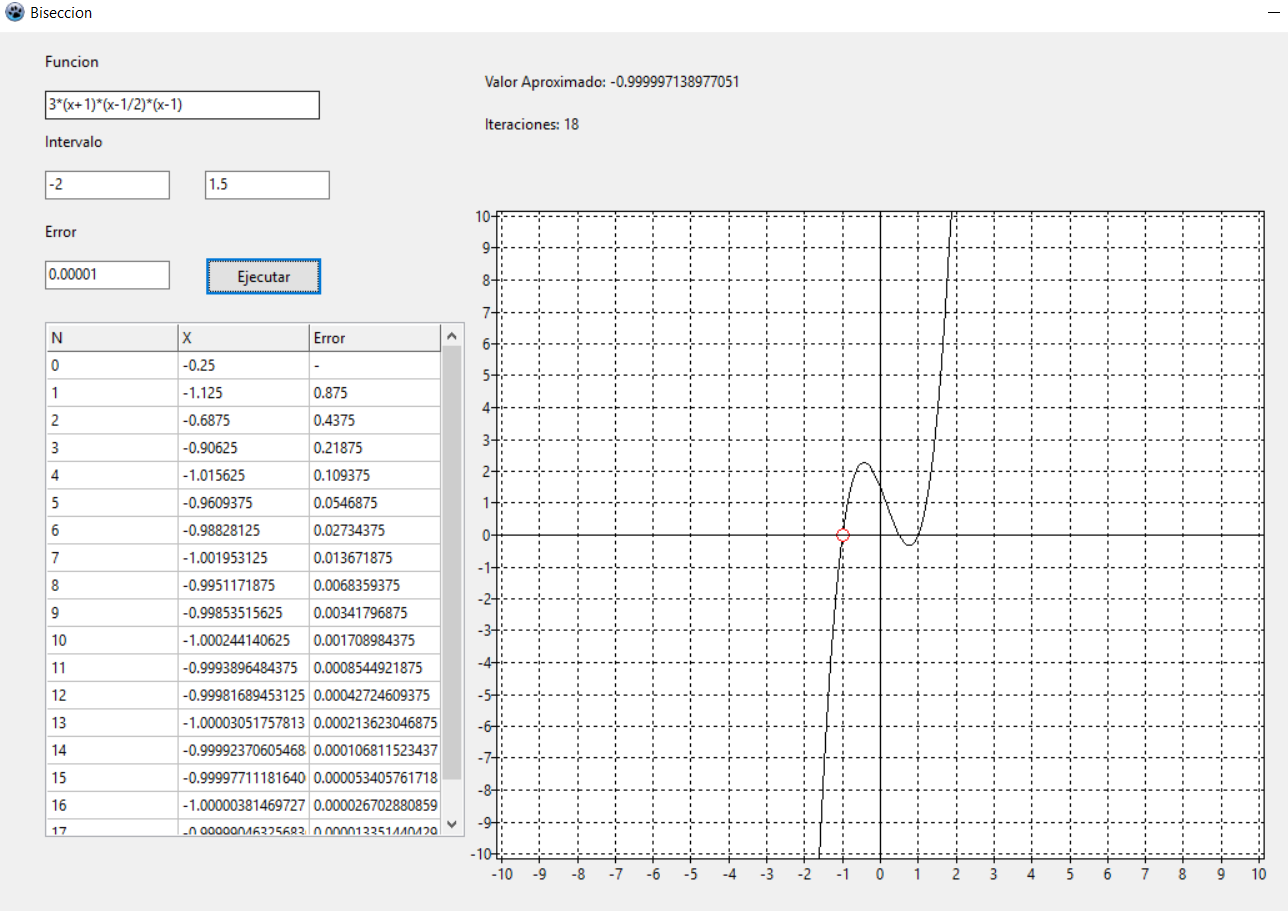 Biseccion
Funcion
3*(x+1)*(x-1/2)*(x-1)
Intervalo
-2 1.5
Error
0.00001 Ejecutar
Valor Aproximado: -0.999997138977051
Iteraciones: 18
N X Error
0 -0.25 -
1 -1.125 0.875
2 -0.6875 0.4375
3 -0.90625 0.21875
4 -1.015625 0.109375
5 -0.9609375 0.0546875
6 -0.98828125 0.02734375
7 -1.001953125 0.013671875
8 -0.9951171875 0.0068359375
9 -0.99853515625 0.00341796875
10 -1.000244140625 0.001708984375
11 -0.9993896484375 0.0008544921875
12 -0.99981689453125 0.00042724609375
13 -1.00003051757813 0.000213623046875
14 -0.99992370605468 0.000106811523437
15 -0.99997711181640 0.000053405761718
16 -1.00000381469727 0.000026702880859
17 -0.99999046325683 0.000013351440429
10
9
8
7
6
5
4
3
2
1
0
-1
-2
-3
-4
-5
-6
-7
-8
-9
-10
-10 -9 -8 -7 -6 -5 -4 -3 -2 -1 0 1 2 3 4 5 6 7 8 9 10